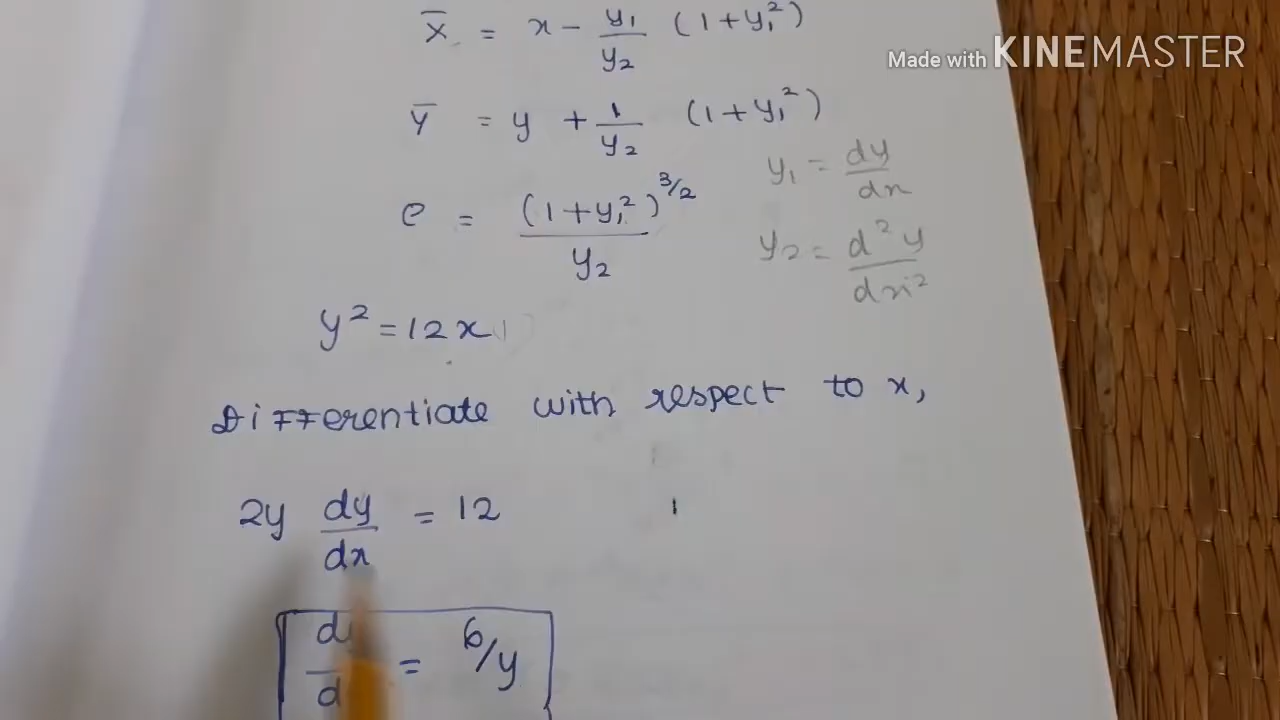 x̄ = x - y₁/y₂ (1+y₁²)
Made with KINEMASTER
Ȳ = y + 1/y₂ (1+y₁²)
y₁ = dy/dx
ρ = (1+y₁²)^3/2 / y₂
y₂ = d²y/dx²
y² = 12x
Differentiate with respect to x,
2y dy/dx = 12
d / d = 6/y